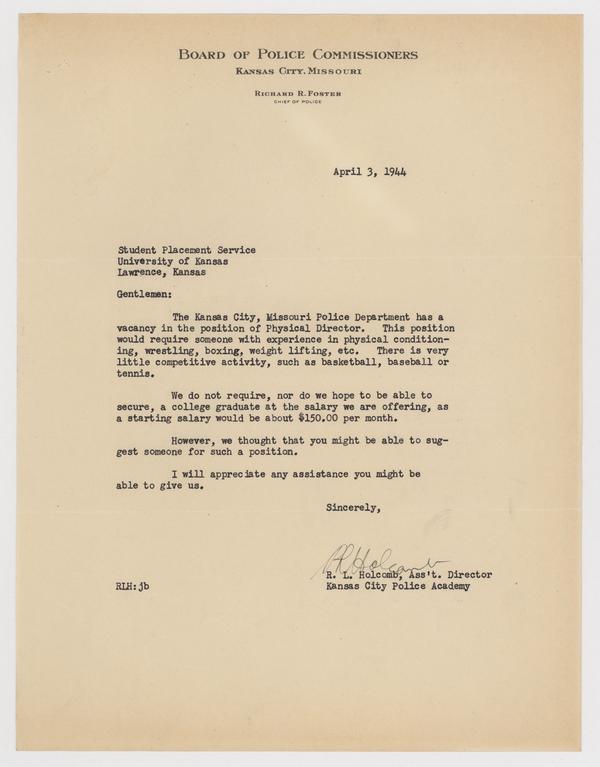 BOARD OF POLICE COMMISSIONERS
KANSAS CITY, MISSOURI
RICHARD R. FOSTER
CHIEF OF POLICE
April 3, 1944
Student Placement Service
University of Kansas
Lawrence, Kansas
Gentlemen:
The Kansas City, Missouri Police Department has a
vacancy in the position of Physical Director. This position
would require someone with experience in physical condition-
ing, wrestling, boxing, weight lifting, etc. There is very
little competitive activity, such as basketball, baseball or
tennis.
We do not require, nor do we hope to be able to
secure, a college graduate at the salary we are offering, as
a starting salary would be about $150.00 per month.
However, we thought that you might be able to sug-
gest someone for such a position.
I will appreciate any assistance you might be
able to give us.
Sincerely,
RL Holcomb
R. L. Holcomb, Ass't. Director
RLH:jb Kansas City Police Academy